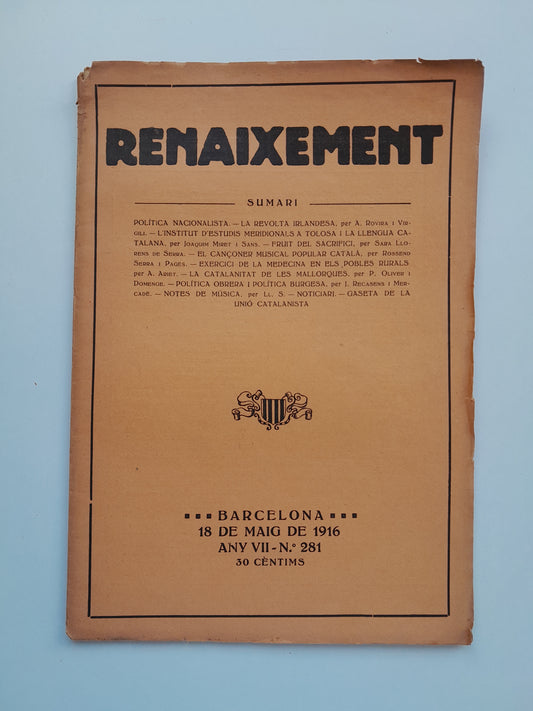 RENAIXEMENT
SUMARI
POLÍTICA NACIONALISTA. — LA REVOLTA IRLANDESA, per A. Rovira i Vir-
gili. — L'INSTITUT D'ESTUDIS MERIDIONALS A TOLOSA I LA LLENGUA CA-
TALANA, per Joaquim Miret i Sans. — FRUIT DEL SACRIFICI, per Sara Llo-
rens de Serra. — EL CANÇONER MUSICAL POPULAR CATALÀ, per Rossend
Serra i Pagès. — EXERCICI DE LA MEDECINA EN ELS POBLES RURALS,
per A. Ariet. — LA CATALANITAT DE LES MALLORQUES, per P. Oliver i
Domenge. — POLÍTICA OBRERA I POLÍTICA BURGESA, per J. Recasens i Mer-
cadé. — NOTES DE MÚSICA, per Ll. S. — NOTICIARI. — GASETA DE LA
UNIÓ CATALANISTA
BARCELONA
18 DE MAIG DE 1916
ANY VII - N.º 281
30 CÈNTIMS